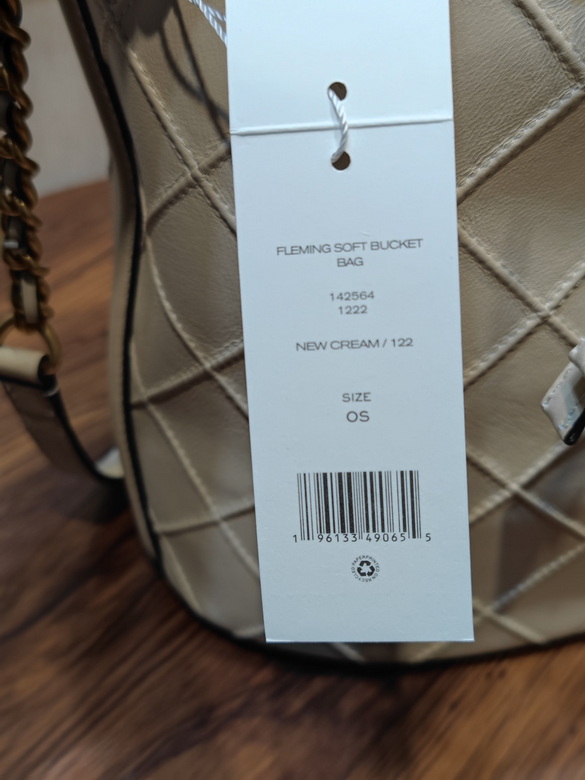 FLEMING SOFT BUCKET
BAG
142564
1222
NEW CREAM / 122
SIZE
OS
1 96133 49065 5